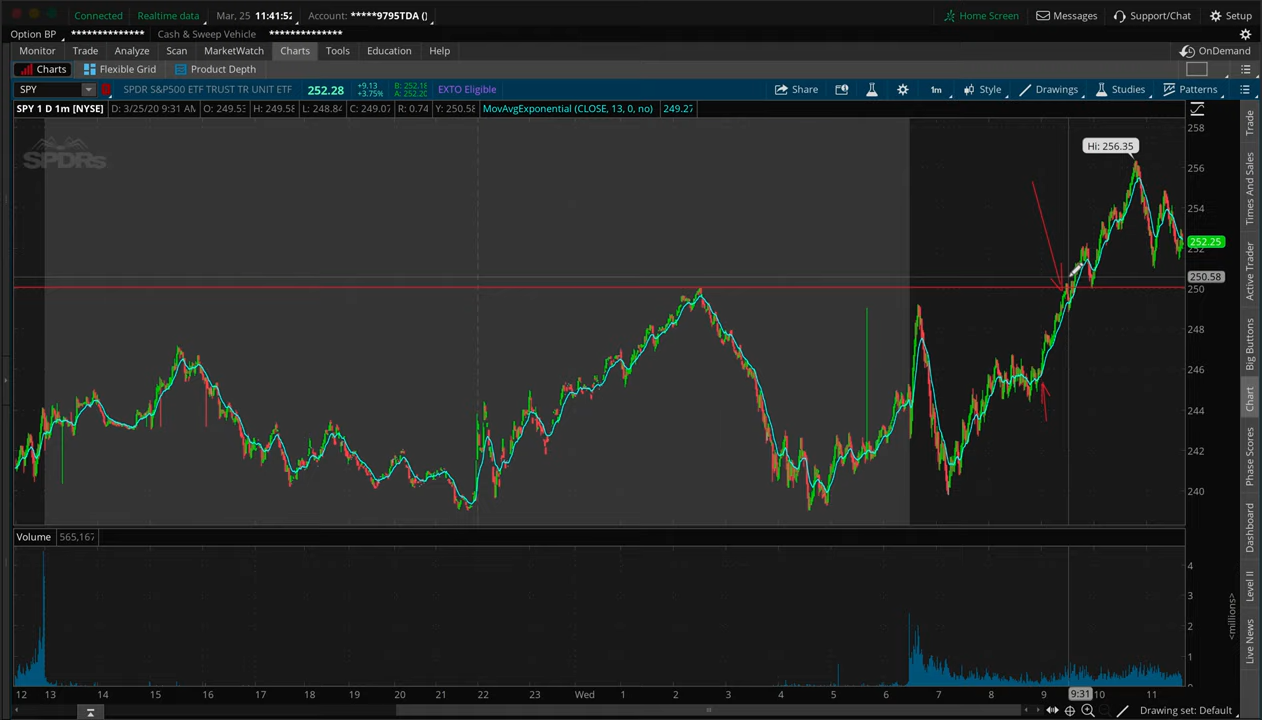 Connected Realtime data Mar, 25 11:41:52 Account: *****9795TDA () Home Screen Messages Support/Chat Setup
Option BP ************** Cash & Sweep Vehicle **************
Monitor Trade Analyze Scan MarketWatch Charts Tools Education Help OnDemand
Charts Flexible Grid Product Depth
SPY SPDR S&P500 ETF TRUST TR UNIT ETF 252.28 +9.13 +3.75% B: 252.18 A: 252.20 EXTO Eligible Share 1m Style Drawings Studies Patterns
SPY 1 D 1m [NYSE] D: 3/25/20 9:31 AM O: 249.53 H: 249.58 L: 248.84 C: 249.07 R: 0.74 Y: 250.58 MovAvgExponential (CLOSE, 13, 0, no) 249.27
SPDRs
Hi: 256.35
258
256
254
252.25
252
250.58
250
248
246
244
242
240
Volume 565,167
4
3
2
1
0
<millions>
12 13 14 15 16 17 18 19 20 21 22 23 Wed 1 2 3 4 5 6 7 8 9 9:31 10 11
Drawing set: Default
Trade
Times And Sales
Active Trader
Big Buttons
Chart
Phase Scores
Dashboard
Level II
Live News